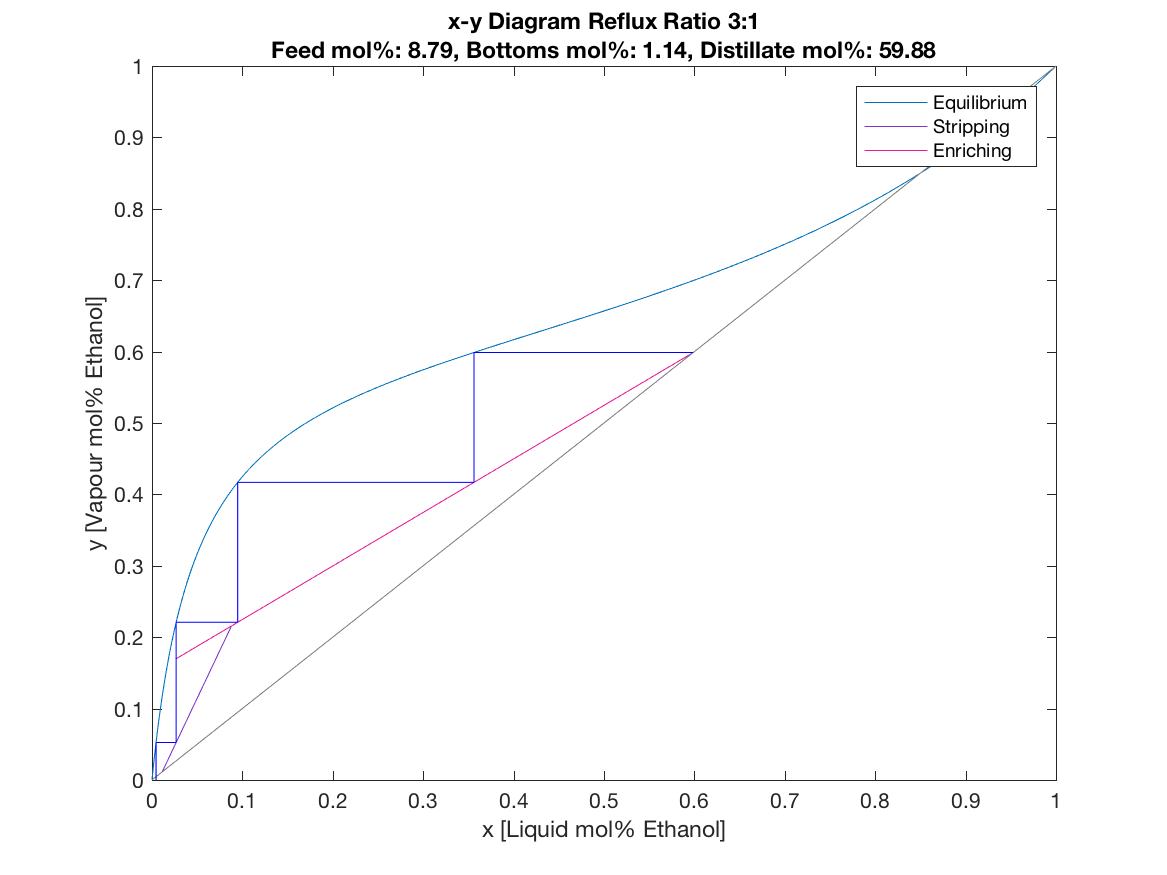 x-y Diagram Reflux Ratio 3:1
Feed mol%: 8.79, Bottoms mol%: 1.14, Distillate mol%: 59.88
Equilibrium
Stripping
Enriching
y [Vapour mol% Ethanol]
1
0.9
0.8
0.7
0.6
0.5
0.4
0.3
0.2
0.1
0
0 0.1 0.2 0.3 0.4 0.5 0.6 0.7 0.8 0.9 1
x [Liquid mol% Ethanol]